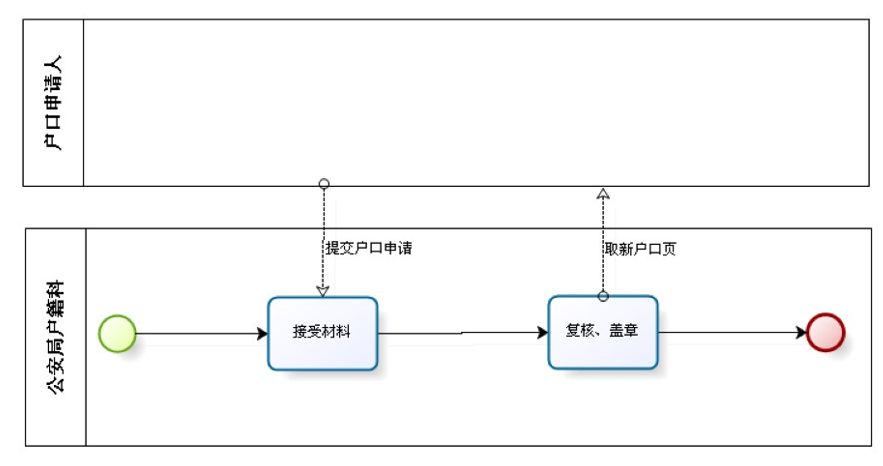 户口申请人
提交户口申请
取新户口页
公安局户籍科
接受材料
复核、盖章